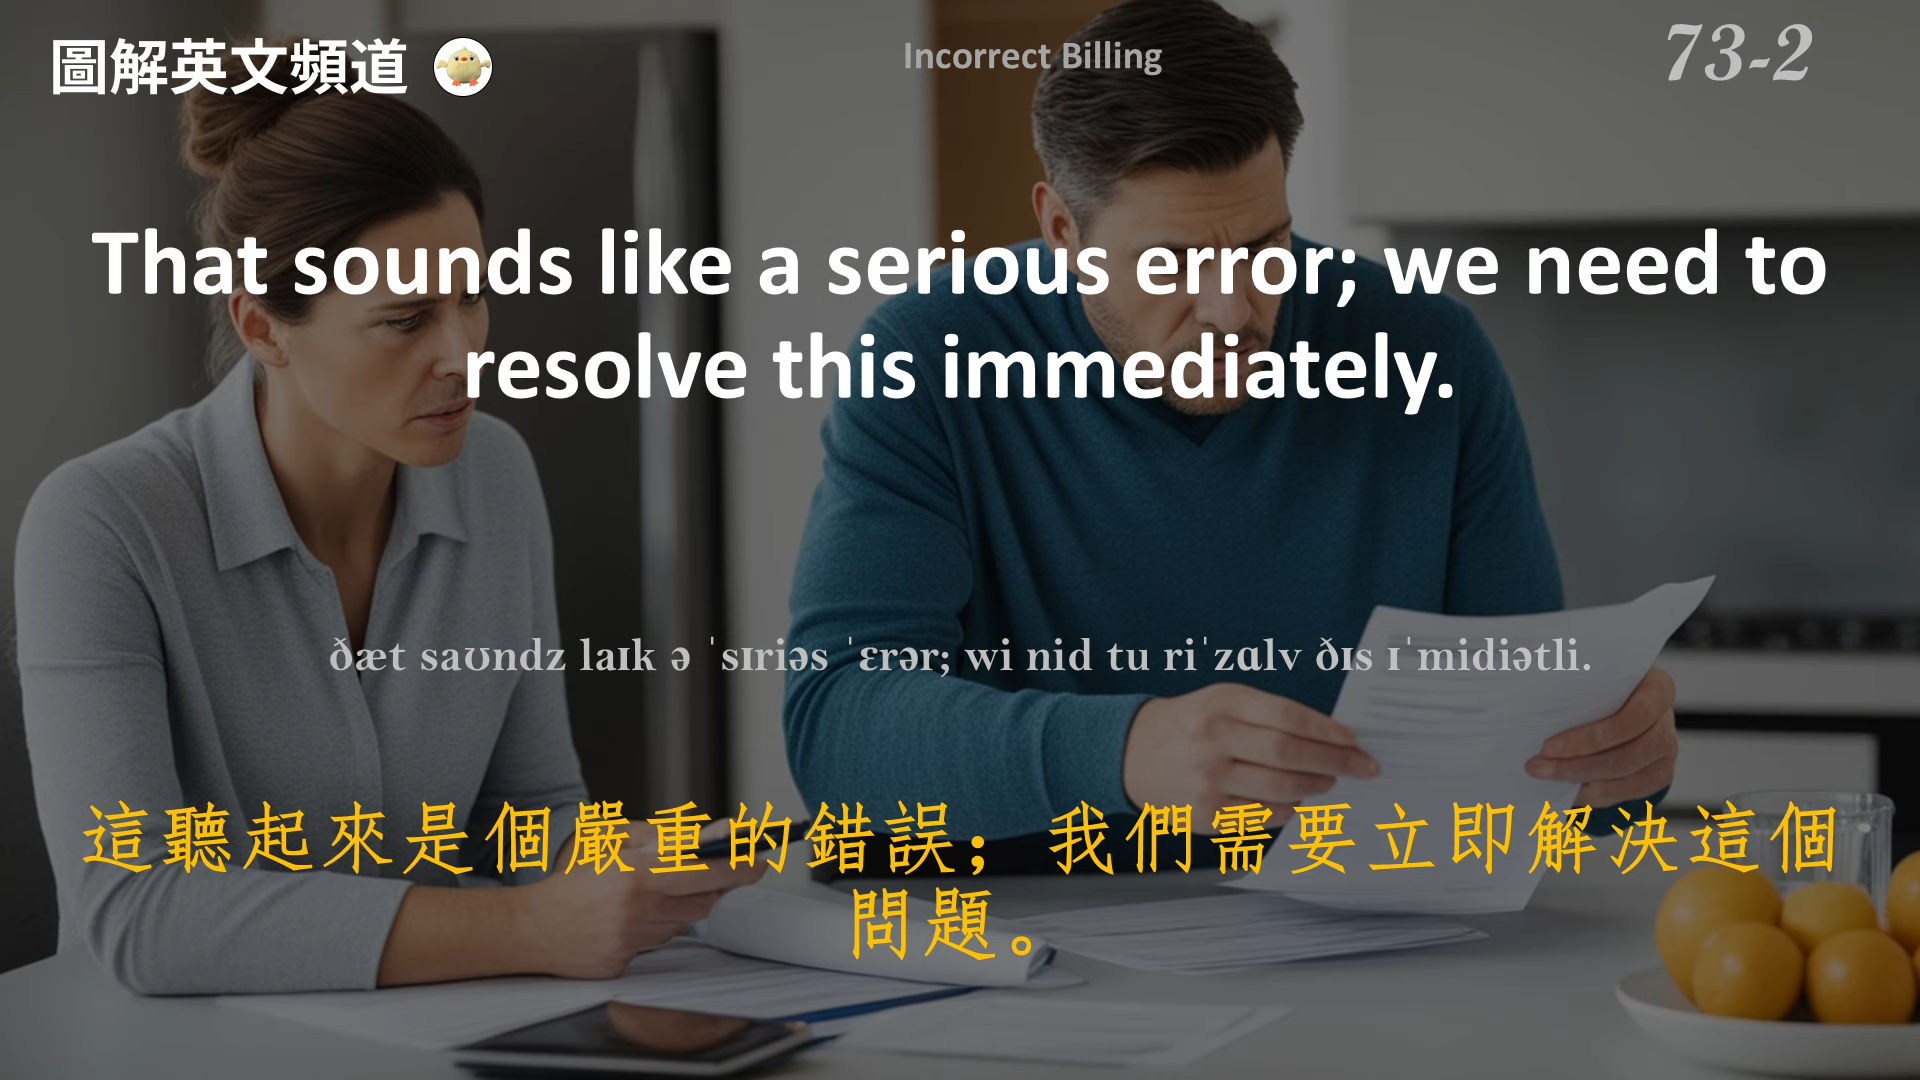 圖解英文頻道
Incorrect Billing
73-2
That sounds like a serious error; we need to
resolve this immediately.
ðæt saʊndz laɪk ə ˈsɪriəs ˈɛrər; wi nid tu riˈzɑlv ðɪs ɪˈmidiətli.
這聽起來是個嚴重的錯誤；我們需要立即解決這個
問題。